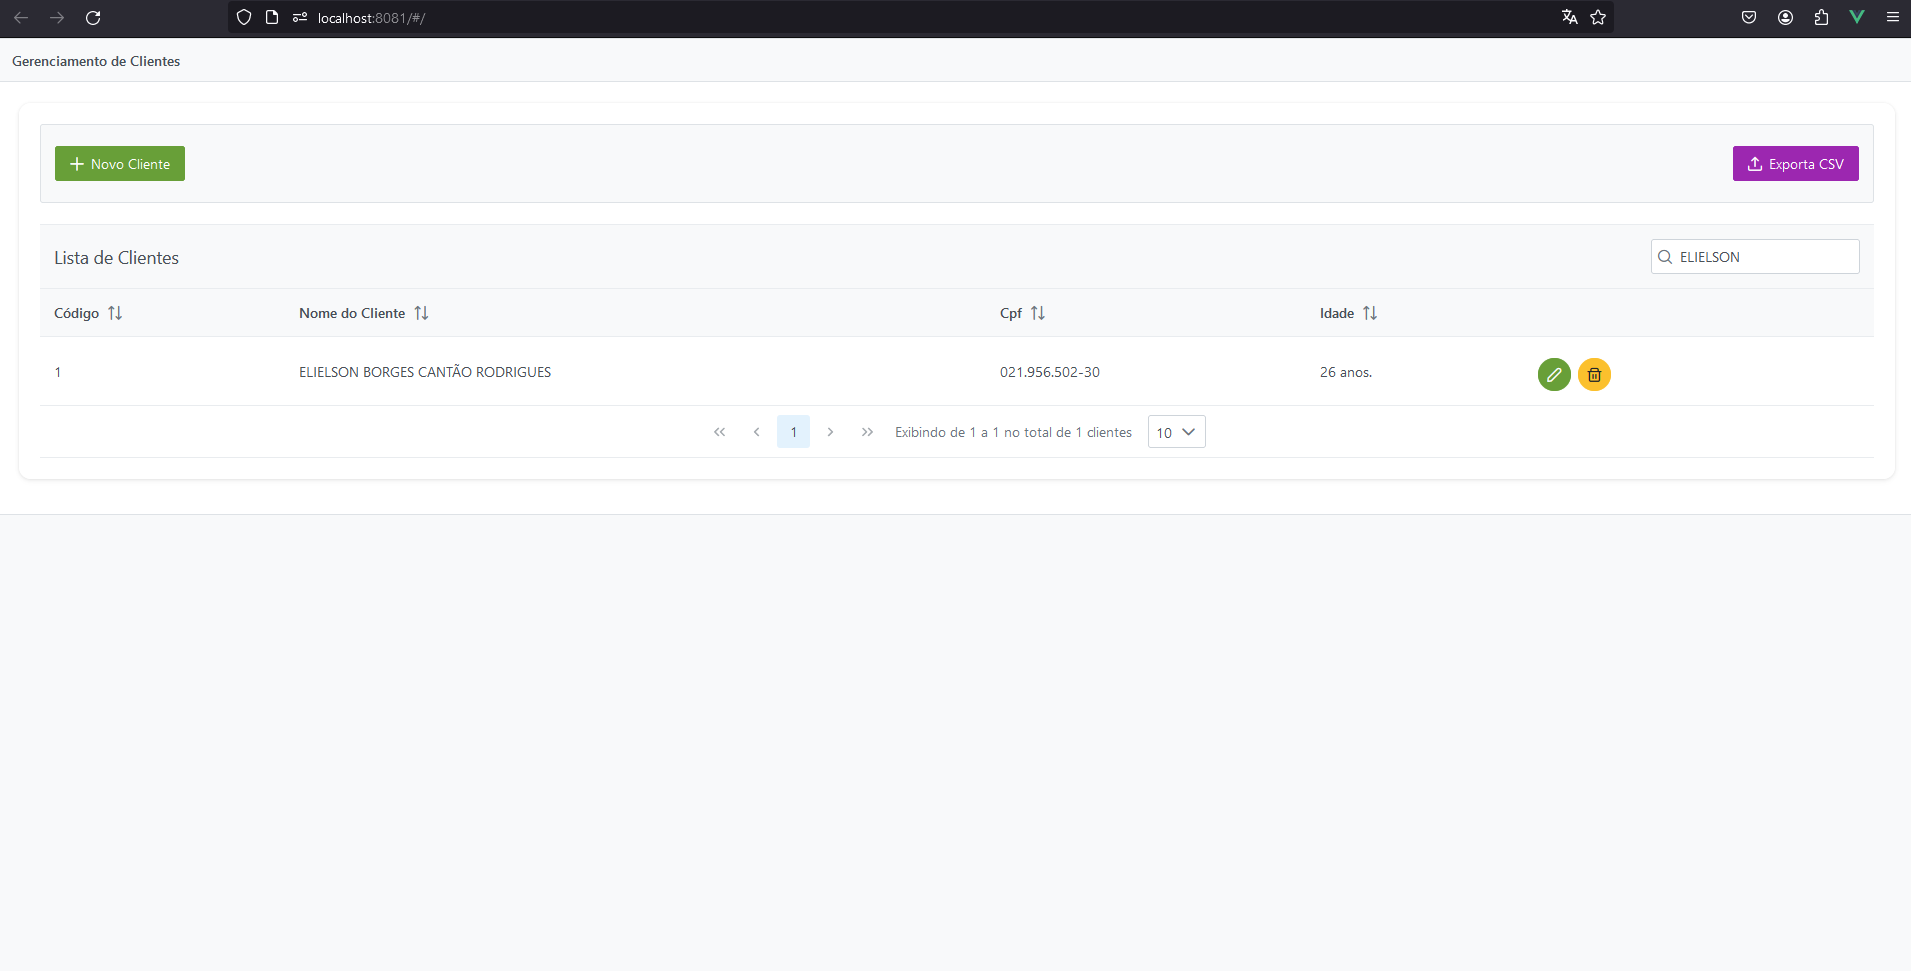 localhost:8081/#/
Gerenciamento de Clientes
Novo Cliente
Exporta CSV
Lista de Clientes
ELIELSON
Código Nome do Cliente Cpf Idade
1 ELIELSON BORGES CANTÃO RODRIGUES 021.956.502-30 26 anos.
1 Exibindo de 1 a 1 no total de 1 clientes 10